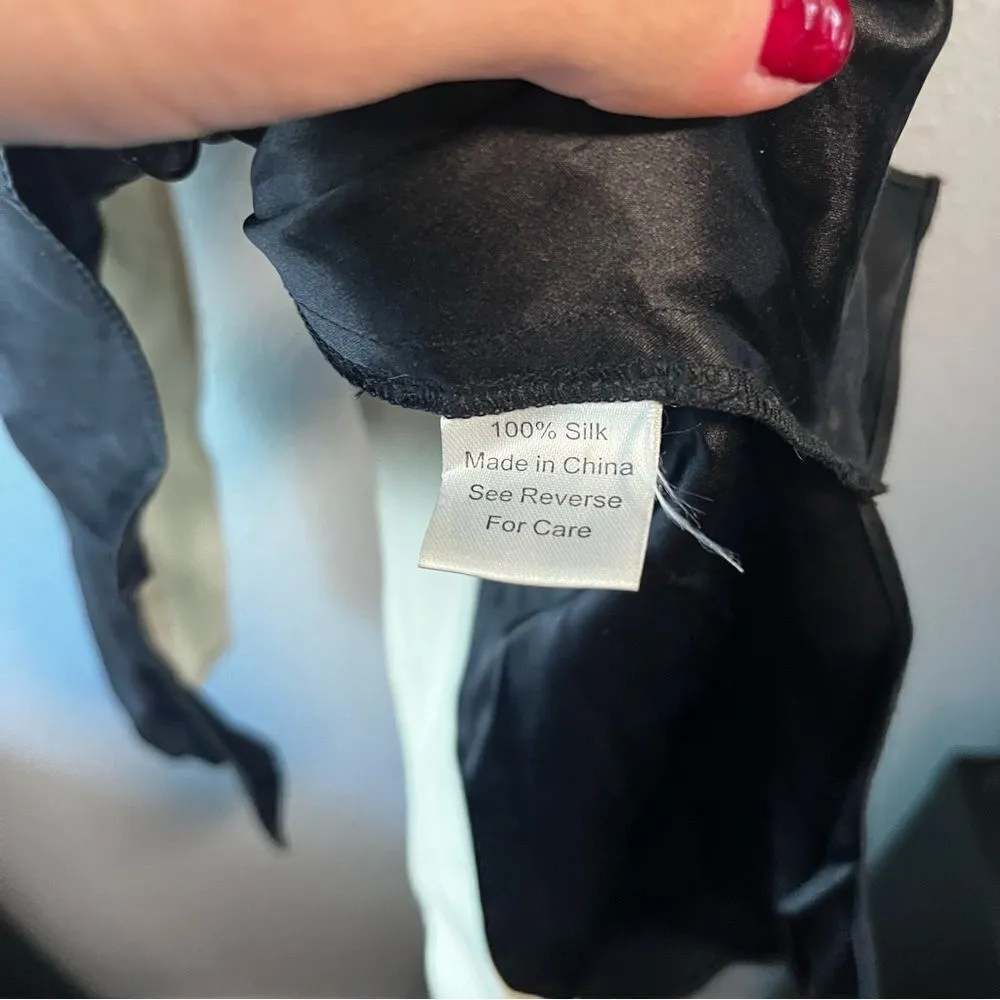 100% Silk
Made in China
See Reverse
For Care